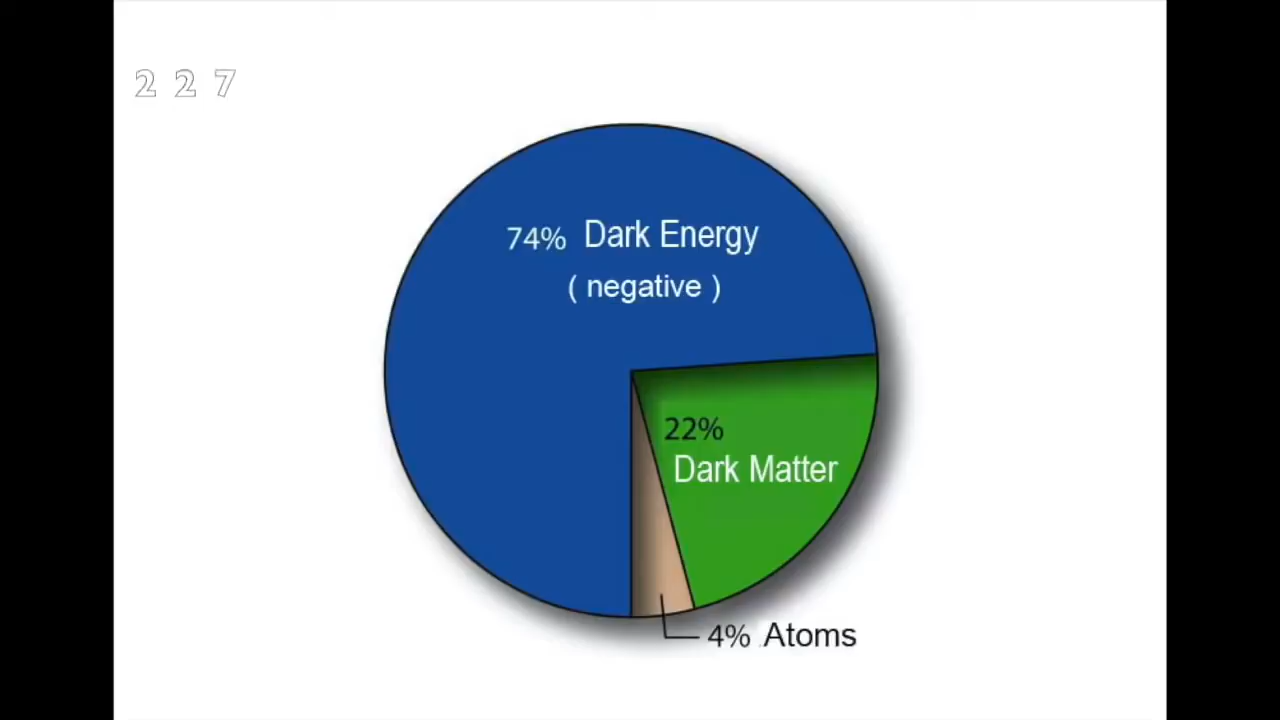 2 2 7
74% Dark Energy
( negative )
22%
Dark Matter
4% Atoms